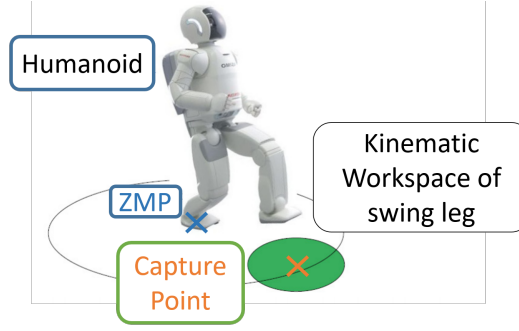 Humanoid
Kinematic
Workspace of
swing leg
ZMP
Capture
Point